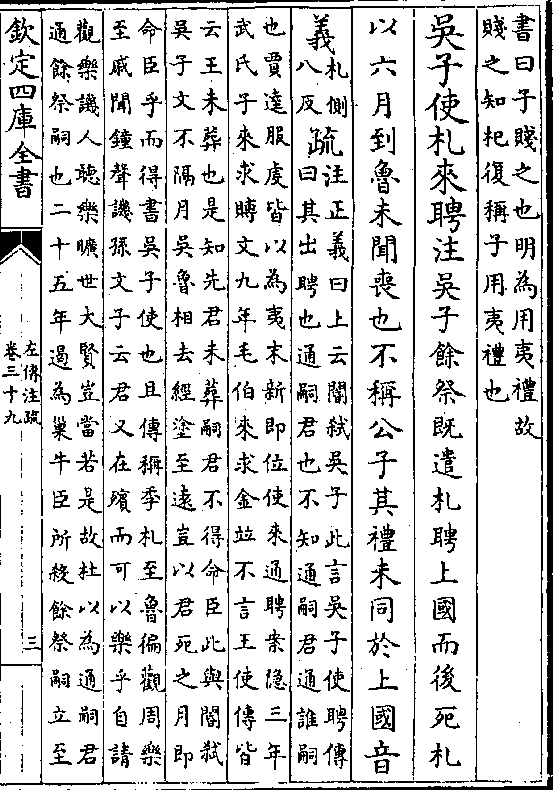 書曰子賤之也明為用夷禮故
賤之知杞復稱子用夷禮也
吳子使札來聘注吳子餘祭既遣札聘上國而後死札
以六月到魯未聞喪也不稱公子其禮未同於上國音
義
札側
八反
疏
注正義曰上云閽弒吳子此言吳子使聘傳
曰其出聘也通嗣君也不知通嗣君通誰嗣
也賈逵服虔皆以為夷末新即位使來通聘案隱三年
武氏子來求賻文九年毛伯來求金竝不言王使傳皆
云王未葬也是知先君未葬嗣君不得命臣此與閽弒
吳子文不隔月吳魯相去經塗至遠豈以君死之月即
命臣乎而得書吳子使也且傳稱季札至魯徧觀周樂
至戚聞鐘聲譏孫文子云君又在殯而可以樂乎自請
觀樂譏人聽樂曠世大賢豈當若是故杜以為通嗣君
通餘祭嗣也二十五年遏為巢牛臣所殺餘祭嗣立至
欽定四庫全書
左傳注疏
卷三十九
三